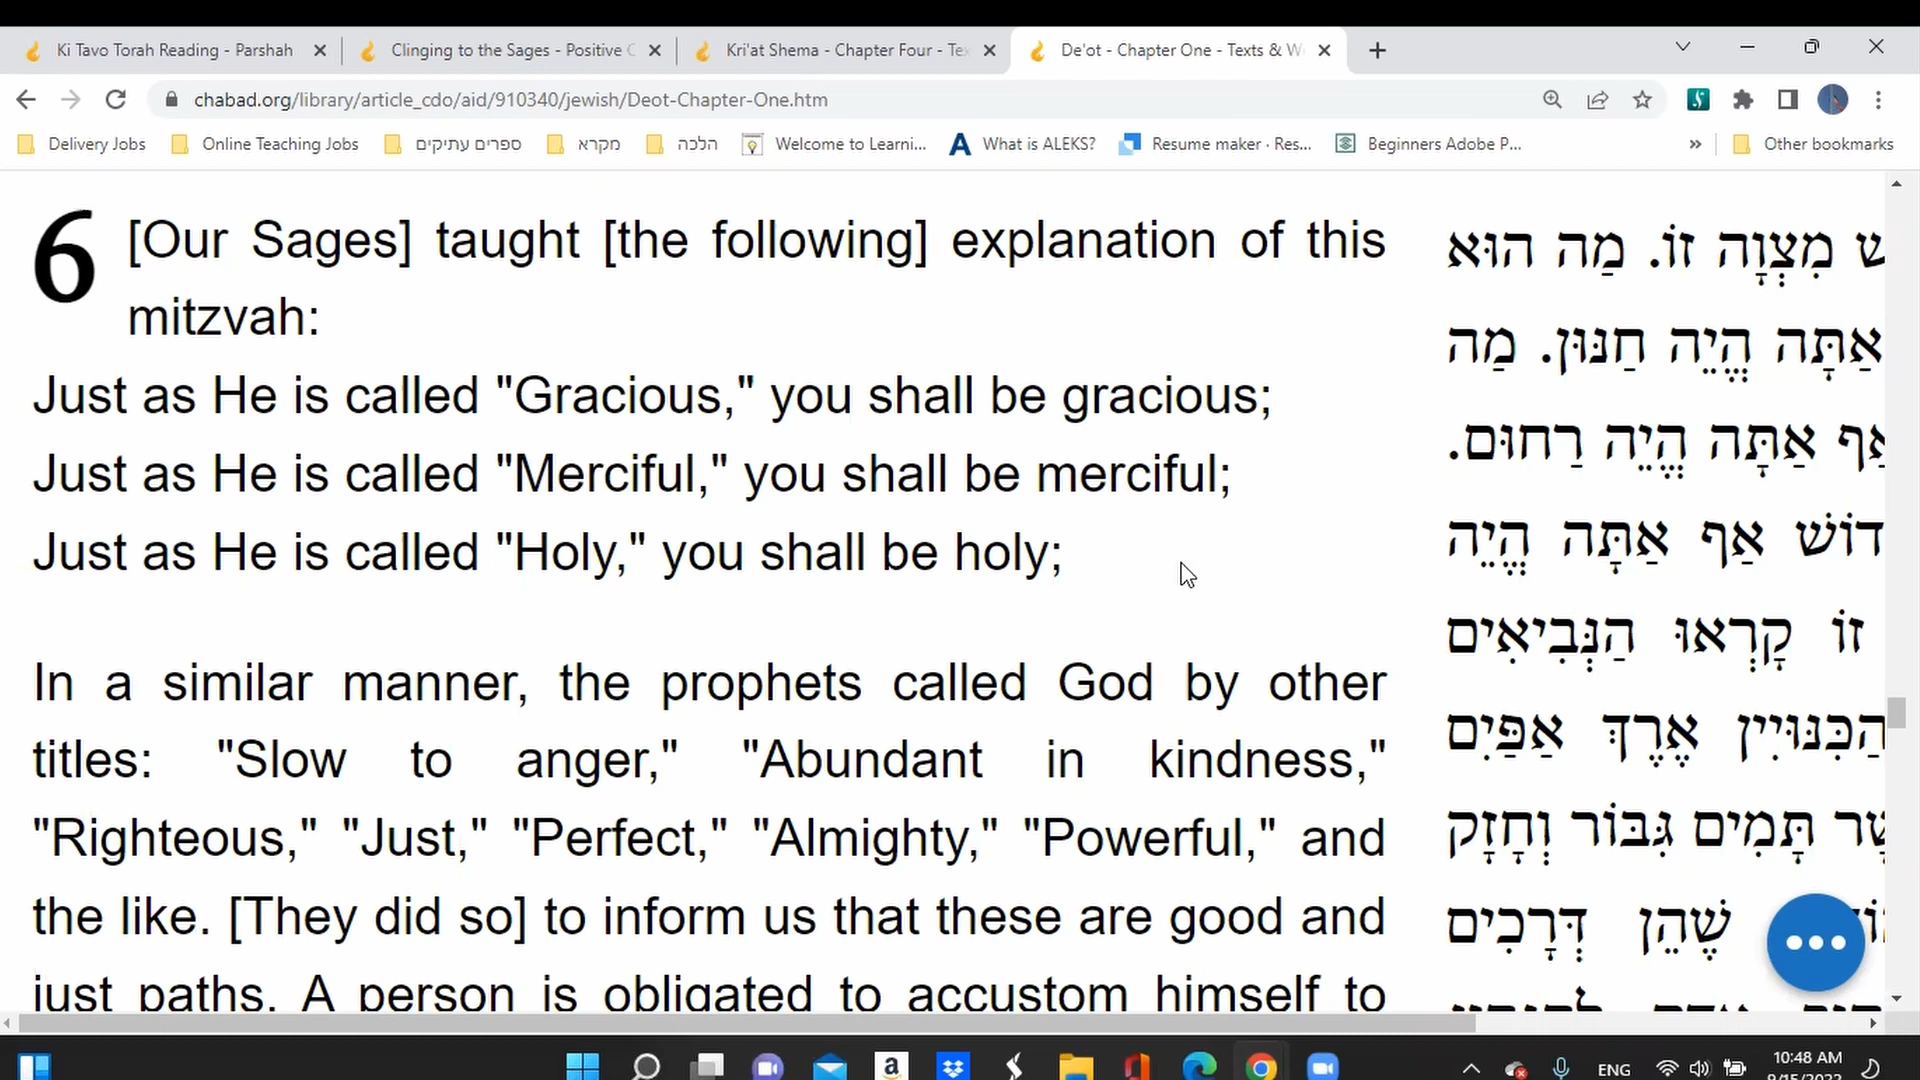 Ki Tavo Torah Reading - Parshah
Clinging to the Sages - Positive C
Kri'at Shema - Chapter Four - Tex
De'ot - Chapter One - Texts & W
chabad.org/library/article_cdo/aid/910340/jewish/Deot-Chapter-One.htm
Delivery Jobs
Online Teaching Jobs
ספרים עתיקים
מקרא
הלכה
Welcome to Learni...
What is ALEKS?
Resume maker · Res...
Beginners Adobe P...
»
Other bookmarks
6 [Our Sages] taught [the following] explanation of this
mitzvah:
Just as He is called "Gracious," you shall be gracious;
Just as He is called "Merciful," you shall be merciful;
Just as He is called "Holy," you shall be holy;
In a similar manner, the prophets called God by other
titles: "Slow to anger," "Abundant in kindness,"
"Righteous," "Just," "Perfect," "Almighty," "Powerful," and
the like. [They did so] to inform us that these are good and
just paths. A person is obligated to accustom himself to
מִצְוָה זוֹ. מַה הוּא
אַתָּה הֱיֵה חַנּוּן. מַה
אַף אַתָּה הֱיֵה רַחוּם.
אַף אַתָּה הֱיֵה
זוֹ קָרְאוּ הַנְּבִיאִים
הַכִּנּוּיִין אֶרֶךְ אַפַּיִם
תָּמִים גִּבּוֹר וְחָזָק
שֶׁהֵן דְּרָכִים
ENG
10:48 AM
9/15/2022